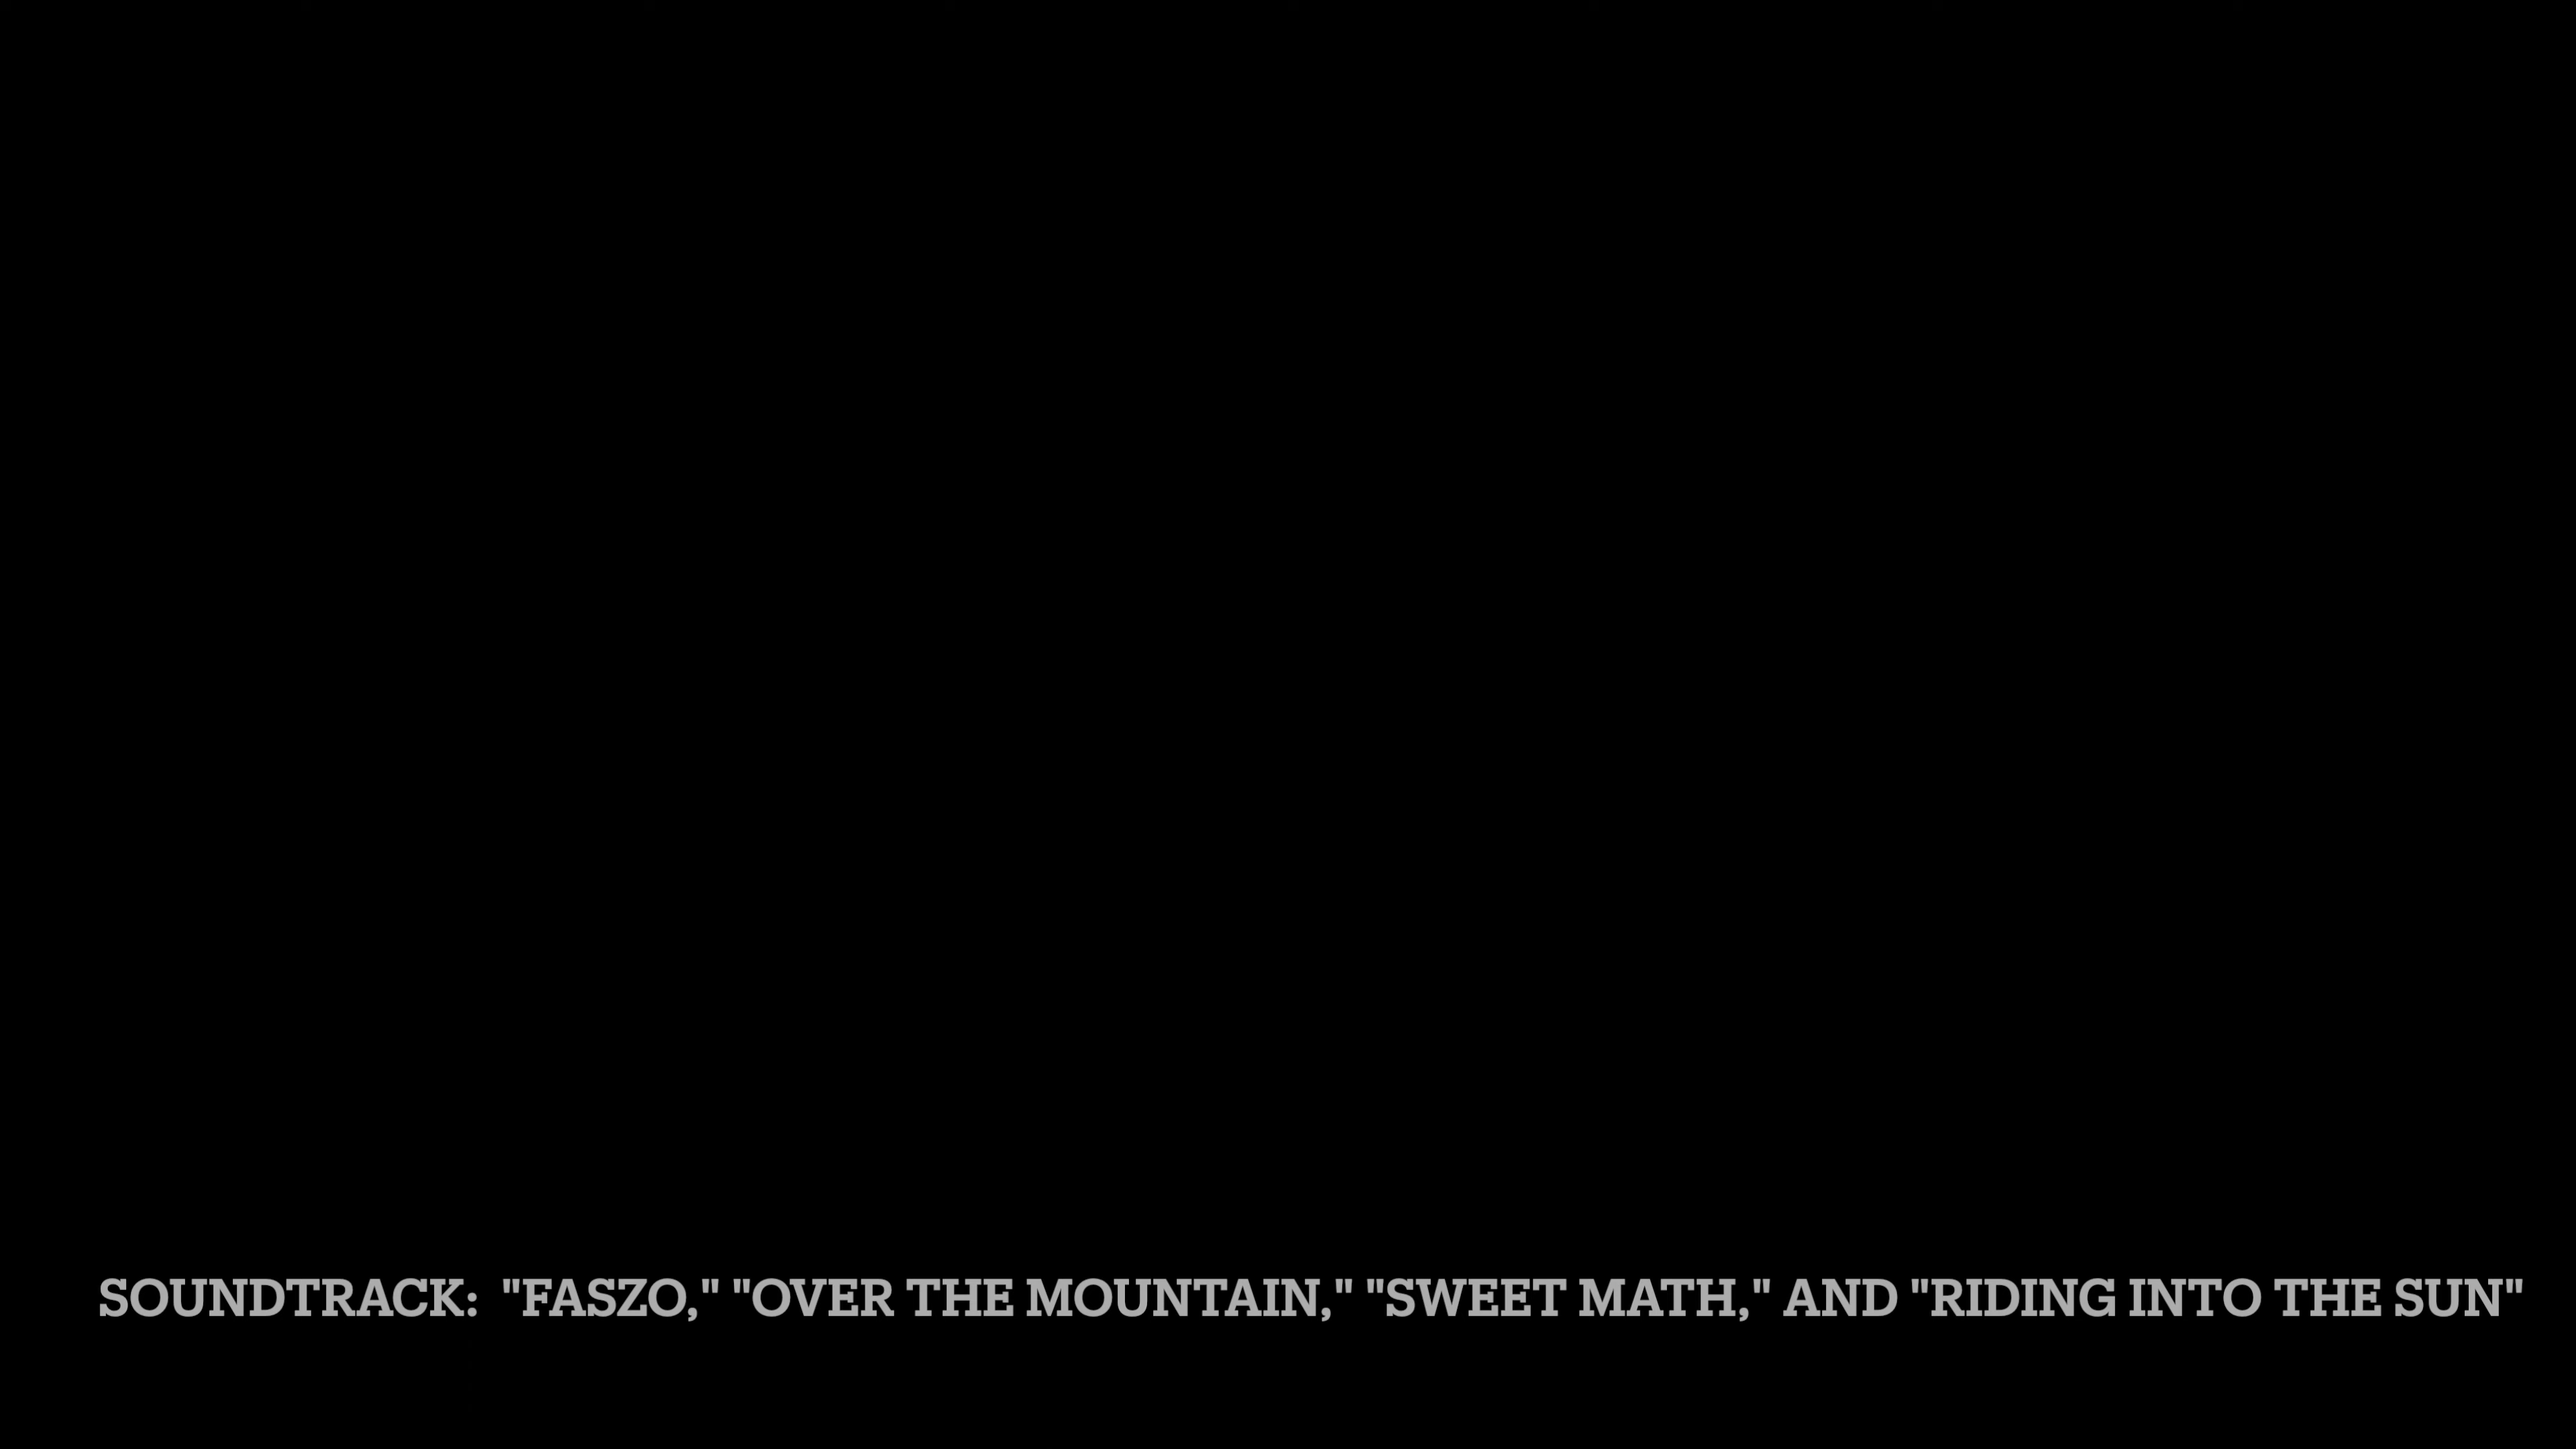 SOUNDTRACK:  "FASZO," "OVER THE MOUNTAIN," "SWEET MATH," AND "RIDING INTO THE SUN"